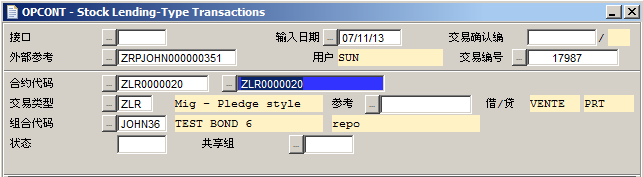 OPCONT - Stock Lending-Type Transactions
接口 ... 输入日期 ... 07/11/13 交易确认编 /
外部参考 ... ZRPJOHN000000351 用户 SUN 交易编号 ... 17987
合约代码 ... ZLR0000020 ... ZLR0000020
交易类型 ... ZLR Mig - Pledge style 参考 ... 借/贷 VENTE PRT
组合代码 ... JOHN36 TEST BOND 6 repo
状态 共享组 ...